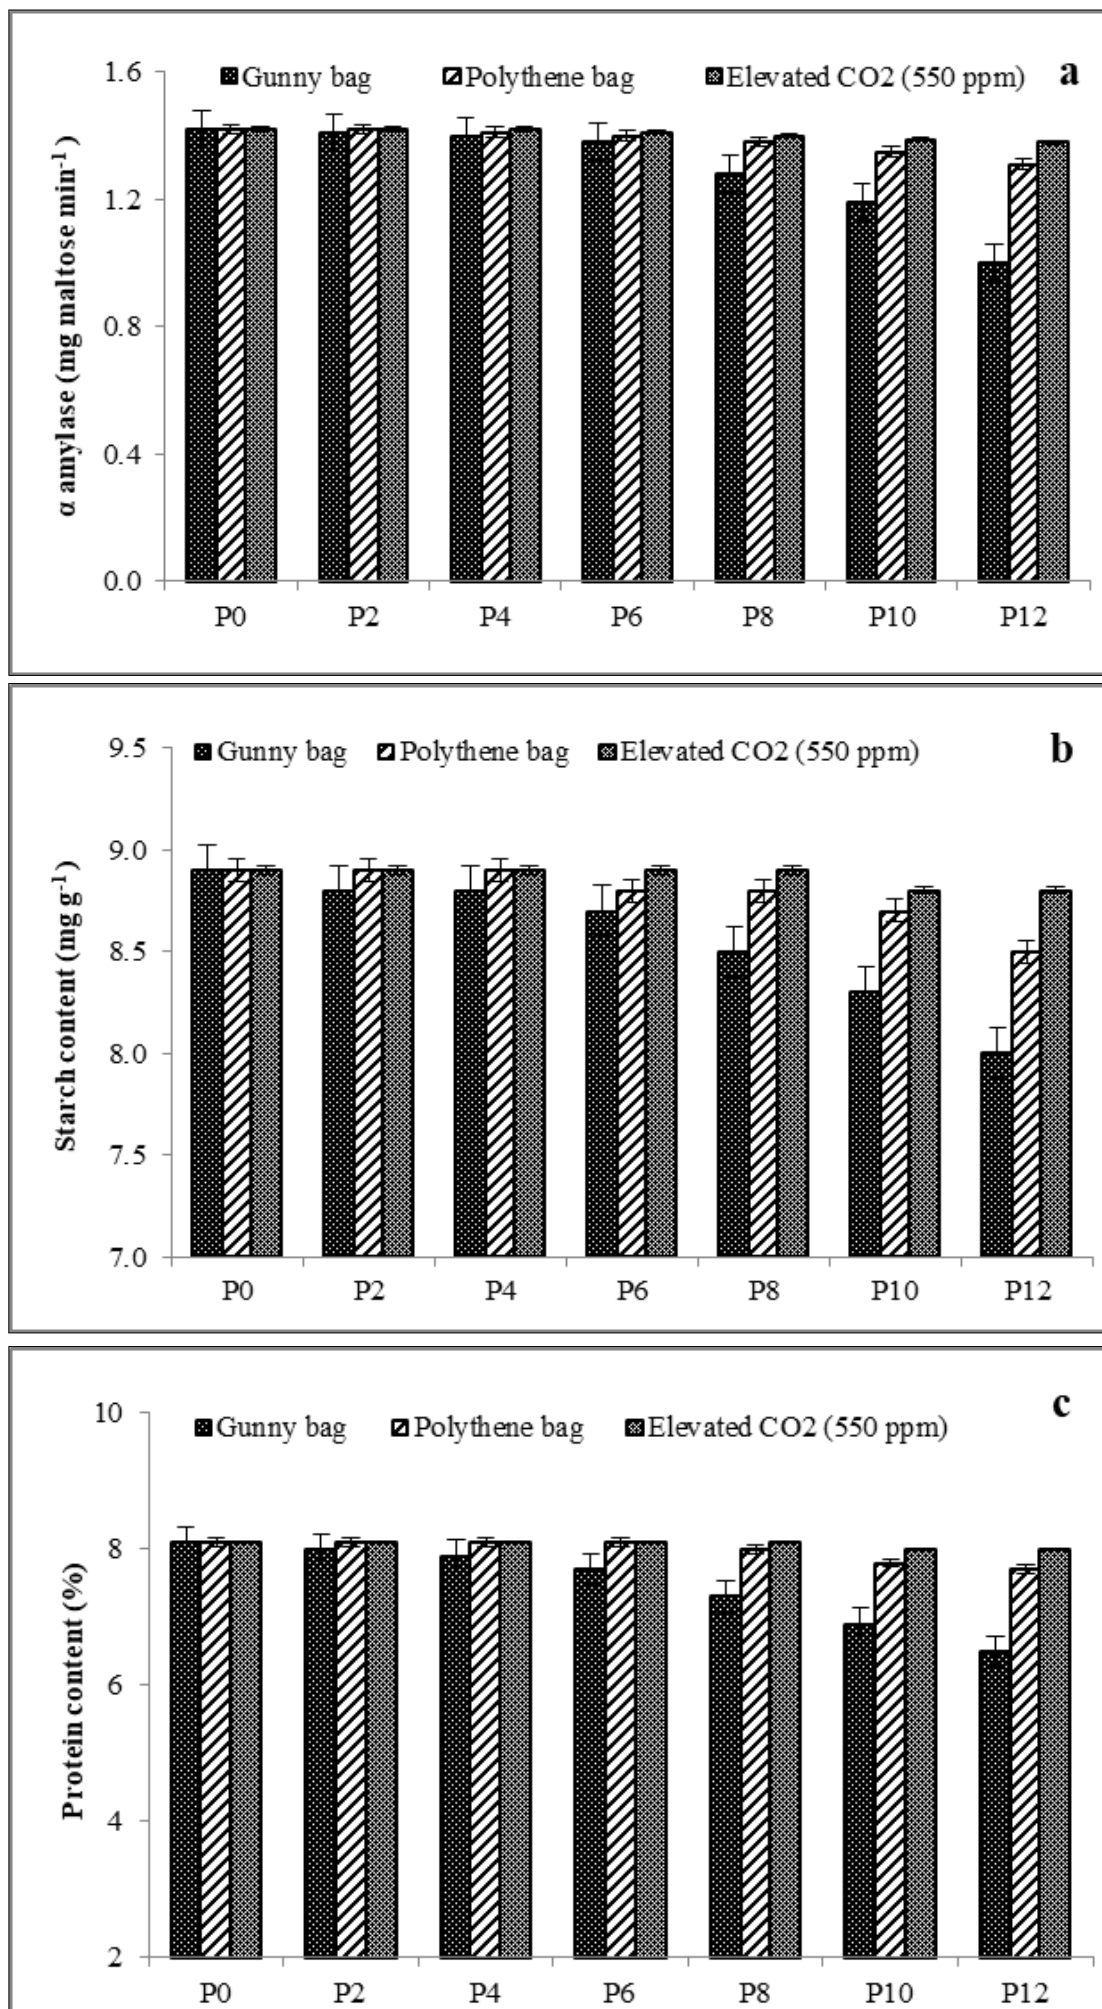 Gunny bag Polythene bag Elevated CO2 (550 ppm) a
α amylase (mg maltose min-1 )
1.6
1.2
0.8
0.4
0.0
P0 P2 P4 P6 P8 P10 P12
Gunny bag Polythene bag Elevated CO2 (550 ppm) b
Starch content (mg g-1 )
9.5
9.0
8.5
8.0
7.5
7.0
P0 P2 P4 P6 P8 P10 P12
c
Gunny bag Polythene bag Elevated CO2 (550 ppm)
Protein content (%)
10
8
6
4
2
P0 P2 P4 P6 P8 P10 P12